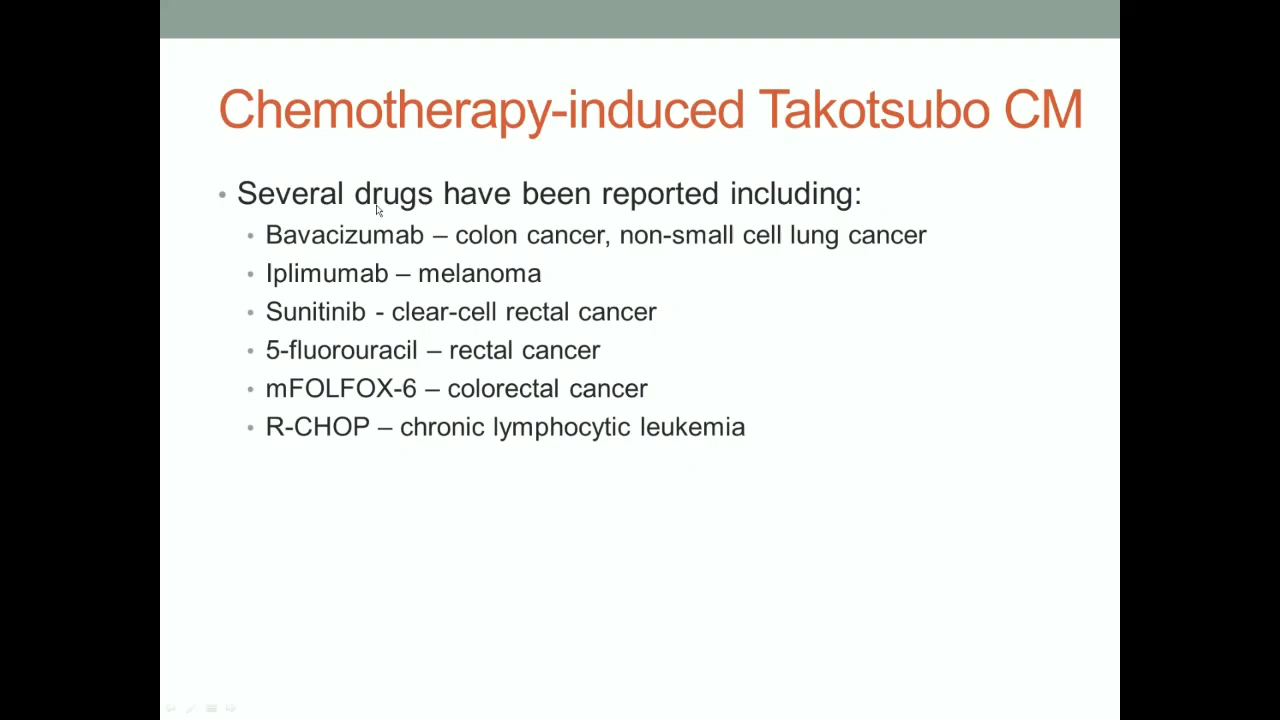 Chemotherapy-induced Takotsubo CM
• Several drugs have been reported including:
• Bavacizumab – colon cancer, non-small cell lung cancer
• Iplimumab – melanoma
• Sunitinib - clear-cell rectal cancer
• 5-fluorouracil – rectal cancer
• mFOLFOX-6 – colorectal cancer
• R-CHOP – chronic lymphocytic leukemia